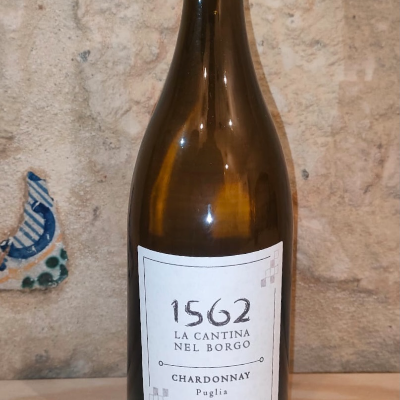 1562
LA CANTINA
NEL BORGO
CHARDONNAY
Puglia